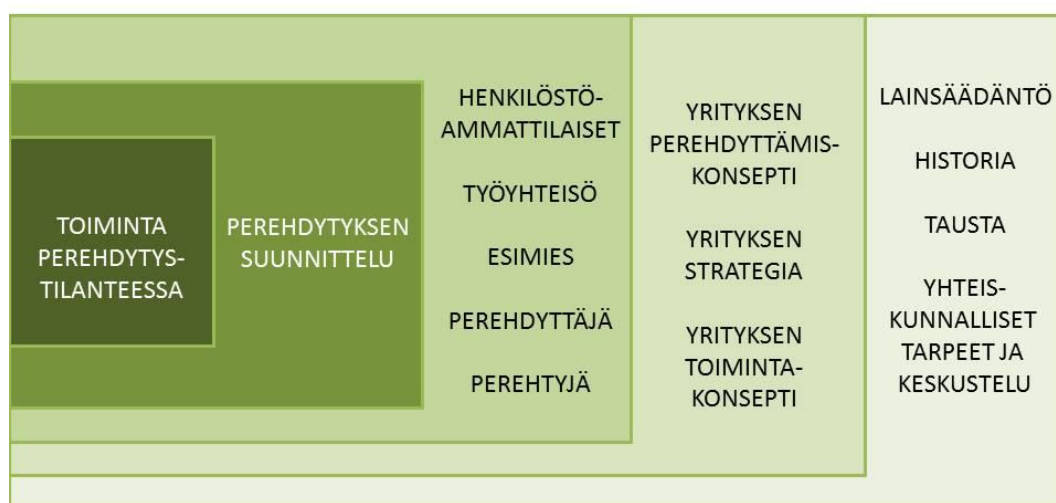 TOIMINTA
PEREHDYTYS-
TILANTEESSA
PEREHDYTYKSEN
SUUNNITTELU
HENKILÖSTÖ-
AMMATTILAISET
TYÖYHTEISÖ
ESIMIES
PEREHDYTTÄJÄ
PEREHTYJÄ
YRITYKSEN
PEREHDYTTÄMIS-
KONSEPTI
YRITYKSEN
STRATEGIA
YRITYKSEN
TOIMINTA-
KONSEPTI
LAINSÄÄDÄNTÖ
HISTORIA
TAUSTA
YHTEIS-
KUNNALLISET
TARPEET JA
KESKUSTELU